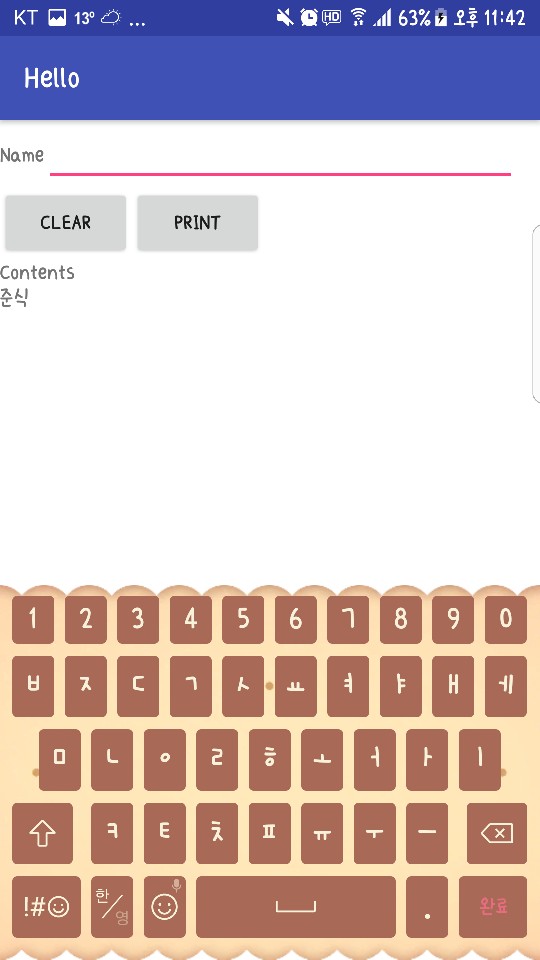 KT 13° ... HD 63% 오후 11:42
Hello
Name
CLEAR PRINT
Contents
준식
1 2 3 4 5 6 7 8 9 0
ㅂ ㅈ ㄷ ㄱ ㅅ ㅛ ㅕ ㅑ ㅐ ㅔ
ㅁ ㄴ ㅇ ㄹ ㅎ ㅗ ㅓ ㅏ ㅣ
ㅋ ㅌ ㅊ ㅍ ㅠ ㅜ ㅡ
!#☺ 한/영 . 완료